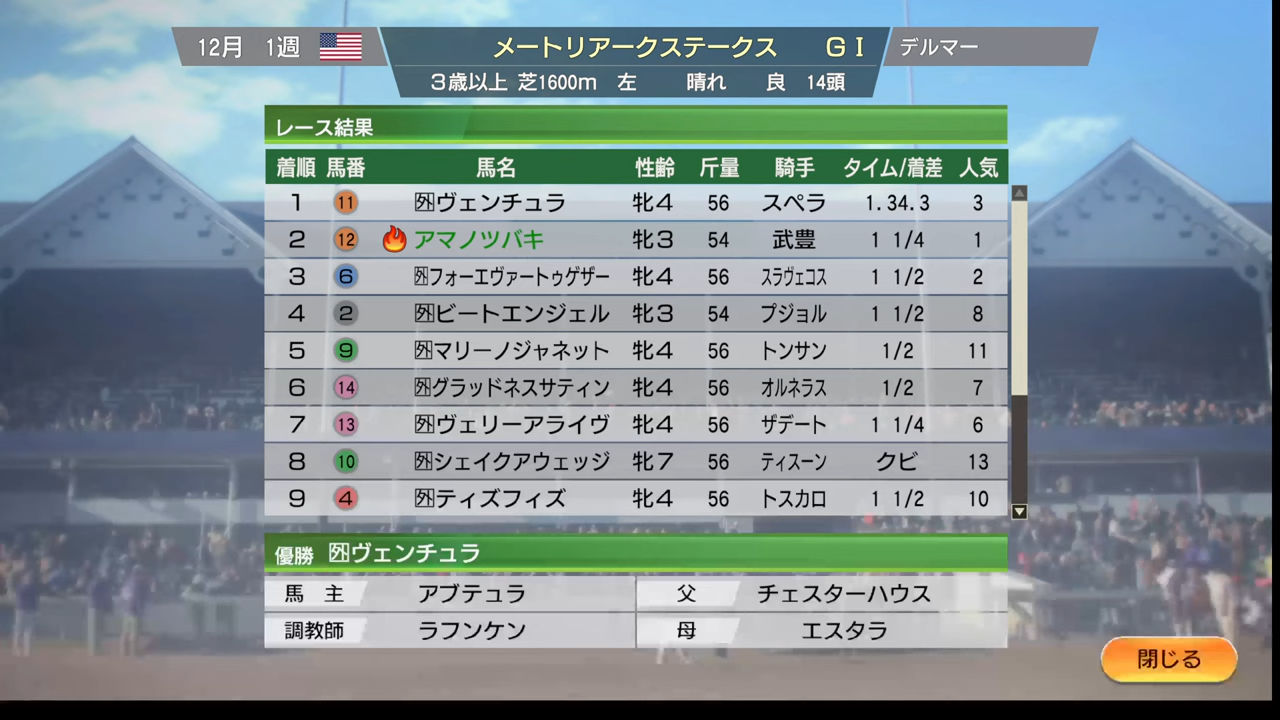 12月 1週 メートリアークステークス GⅠ デルマー
3歳以上 芝1600m 左 晴れ 良 14頭
レース結果
着順 馬番 馬名 性齢 斤量 騎手 タイム/着差 人気
1 11 外ヴェンチュラ 牝4 56 スペラ 1.34.3 3
2 12 アマノツバキ 牝3 54 武豊 1 1/4 1
3 6 外フォーエヴァートゥゲザー 牝4 56 スラヴェコス 1 1/2 2
4 2 外ビートエンジェル 牝3 54 プジョル 1 1/2 8
5 9 外マリーノジャネット 牝4 56 トンサン 1/2 11
6 14 外グラッドネスサティン 牝4 56 オルネラス 1/2 7
7 13 外ヴェリーアライヴ 牝4 56 ザデート 1 1/4 6
8 10 外シェイクアウェッジ 牝7 56 ティスーン クビ 13
9 4 外ティズフィズ 牝4 56 トスカロ 1 1/2 10
優勝 外ヴェンチュラ
馬主 アブテュラ 父 チェスターハウス
調教師 ラフンケン 母 エスタラ
閉じる